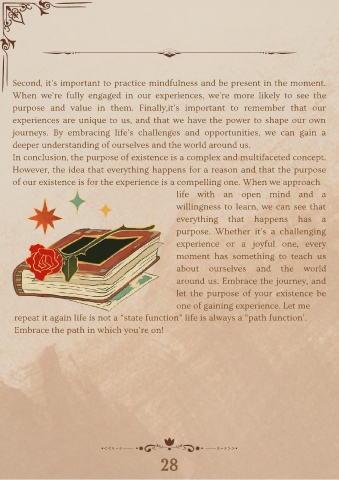 Second, it's important to practice mindfulness and be present in the moment.
When we're fully engaged in our experiences, we're more likely to see the
purpose and value in them. Finally,it's important to remember that our
experiences are unique to us, and that we have the power to shape our own
journeys. By embracing life's challenges and opportunities, we can gain a
deeper understanding of ourselves and the world around us.
In conclusion, the purpose of existence is a complex and multifaceted concept.
However, the idea that everything happens for a reason and that the purpose
of our existence is for the experience is a compelling one. When we approach
life with an open mind and a
willingness to learn, we can see that
everything that happens has a
purpose. Whether it's a challenging
experience or a joyful one, every
moment has something to teach us
about ourselves and the world
around us. Embrace the journey, and
let the purpose of your existence be
one of gaining experience. Let me
repeat it again life is not a "state function" life is always a "path function'.
Embrace the path in which you're on!
28